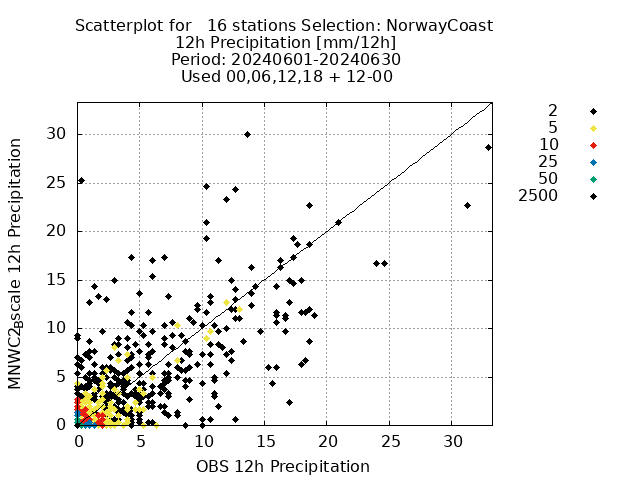 Scatterplot for 16 stations Selection: NorwayCoast
12h Precipitation [mm/12h]
Period: 20240601-20240630
Used 00,06,12,18 + 12-00
2
5
10
25
50
2500
MNWC2Bscale 12h Precipitation
30
25
20
15
10
5
0
0 5 10 15 20 25 30
OBS 12h Precipitation